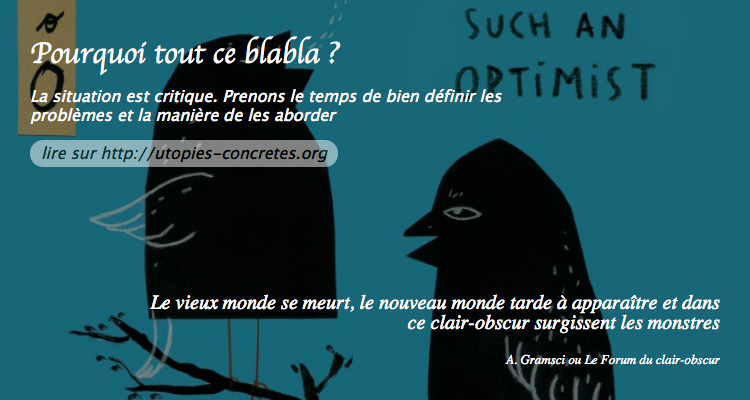 SUCH AN
OPTIMIST
Pourquoi tout ce blabla ?
La situation est critique. Prenons le temps de bien définir les
problèmes et la manière de les aborder
lire sur http://utopies-concretes.org
Le vieux monde se meurt, le nouveau monde tarde à apparaître et dans
ce clair-obscur surgissent les monstres
A. Gramsci ou Le Forum du clair-obscur